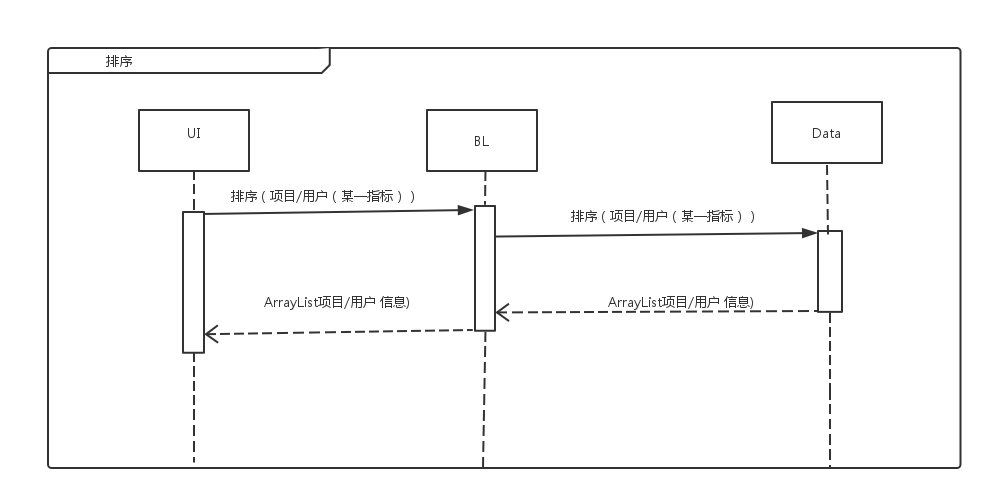 排序
UI
BL
Data
排序（项目/用户（某一指标））
排序（项目/用户（某一指标））
ArrayList项目/用户 信息)
ArrayList项目/用户 信息)